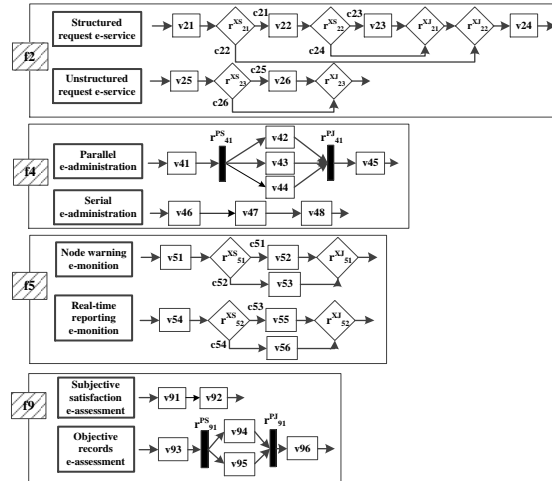 f2
Structured
request e-service
v21
r^XS_21
c21
v22
r^XS_22
c23
v23
r^XJ_21
r^XJ_22
v24
c22
c24
Unstructured
request e-service
v25
r^XS_23
c25
v26
r^XJ_23
c26
f4
Parallel
e-administration
v41
r^PS_41
v42
v43
v44
r^PJ_41
v45
Serial
e-administration
v46
v47
v48
f5
Node warning
e-monition
v51
r^XS_51
c51
v52
r^XJ_51
c52
v53
Real-time
reporting
e-monition
v54
r^XS_52
c53
v55
r^XJ_52
c54
v56
f9
Subjective
satisfaction
e-assessment
v91
v92
Objective
records
e-assessment
v93
r^PS_91
v94
v95
r^PJ_91
v96